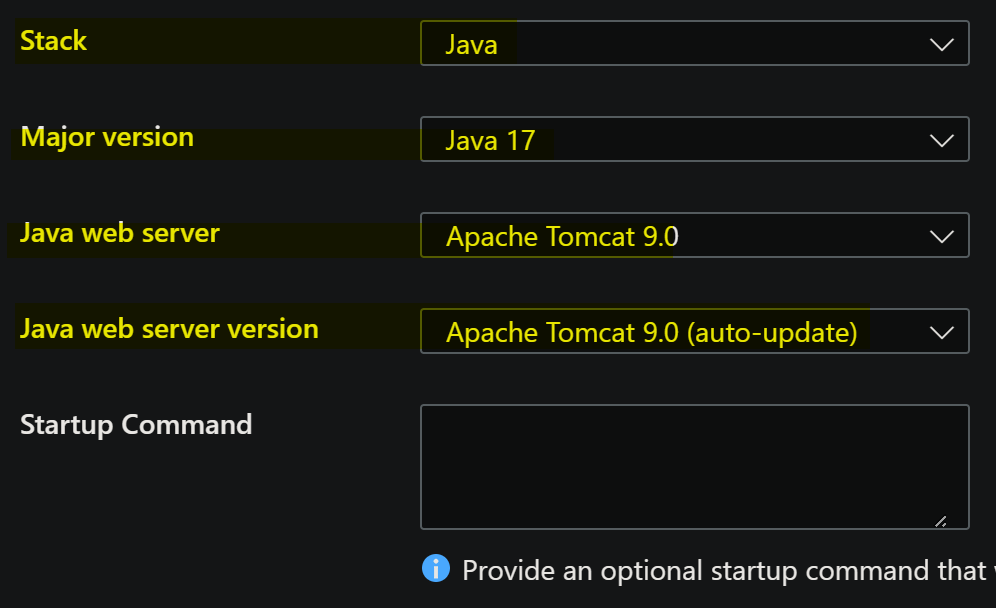 Stack
Java
Major version
Java 17
Java web server
Apache Tomcat 9.0
Java web server version
Apache Tomcat 9.0 (auto-update)
Startup Command
Provide an optional startup command that